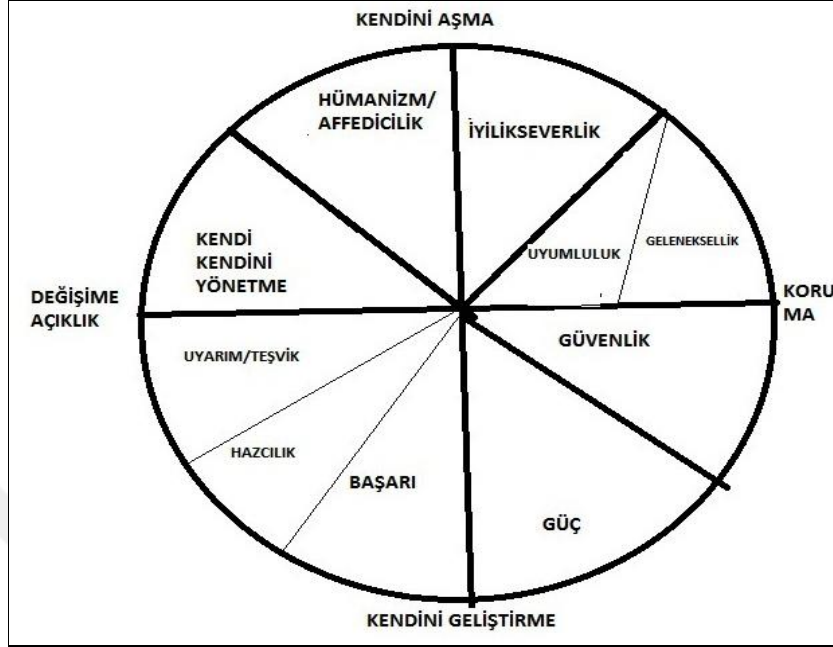 KENDİNİ AŞMA
HÜMANİZM/
AFFEDİCİLİK
İYİLİKSEVERLİK
KENDİ
KENDİNİ
YÖNETME
UYUMLULUK
GELENEKSELLİK
DEĞİŞİME
AÇIKLIK
KORU
MA
GÜVENLİK
UYARIM/TEŞVİK
HAZCILIK
BAŞARI
GÜÇ
KENDİNİ GELİŞTİRME